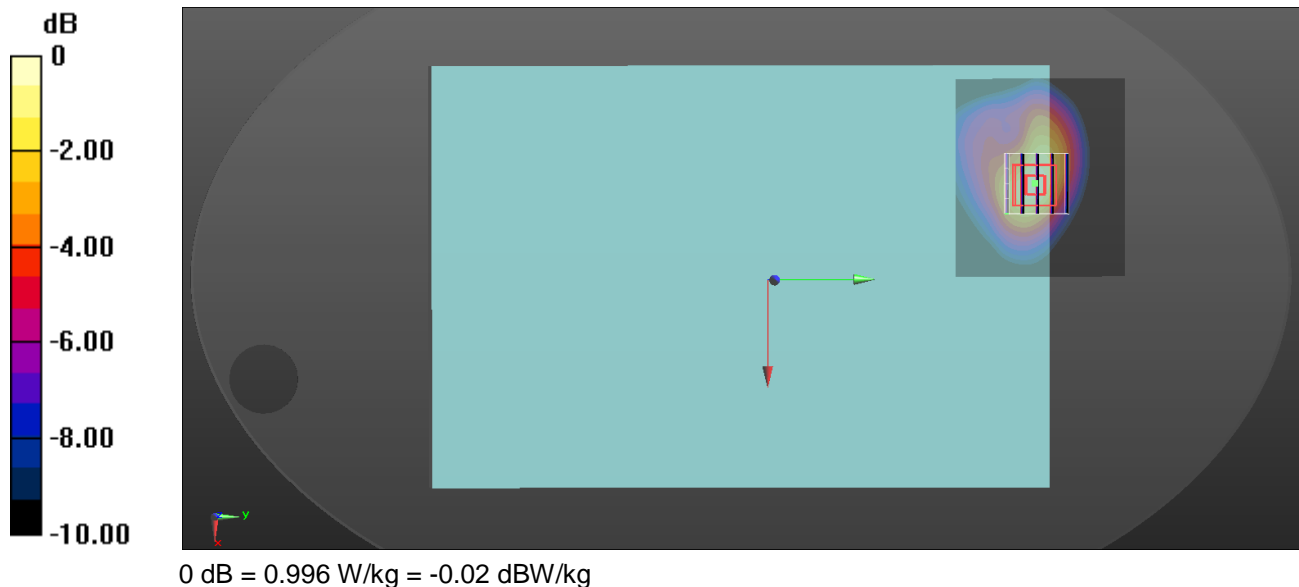 dB
0
-2.00
-4.00
-6.00
-8.00
-10.00
y
x
0 dB = 0.996 W/kg = -0.02 dBW/kg